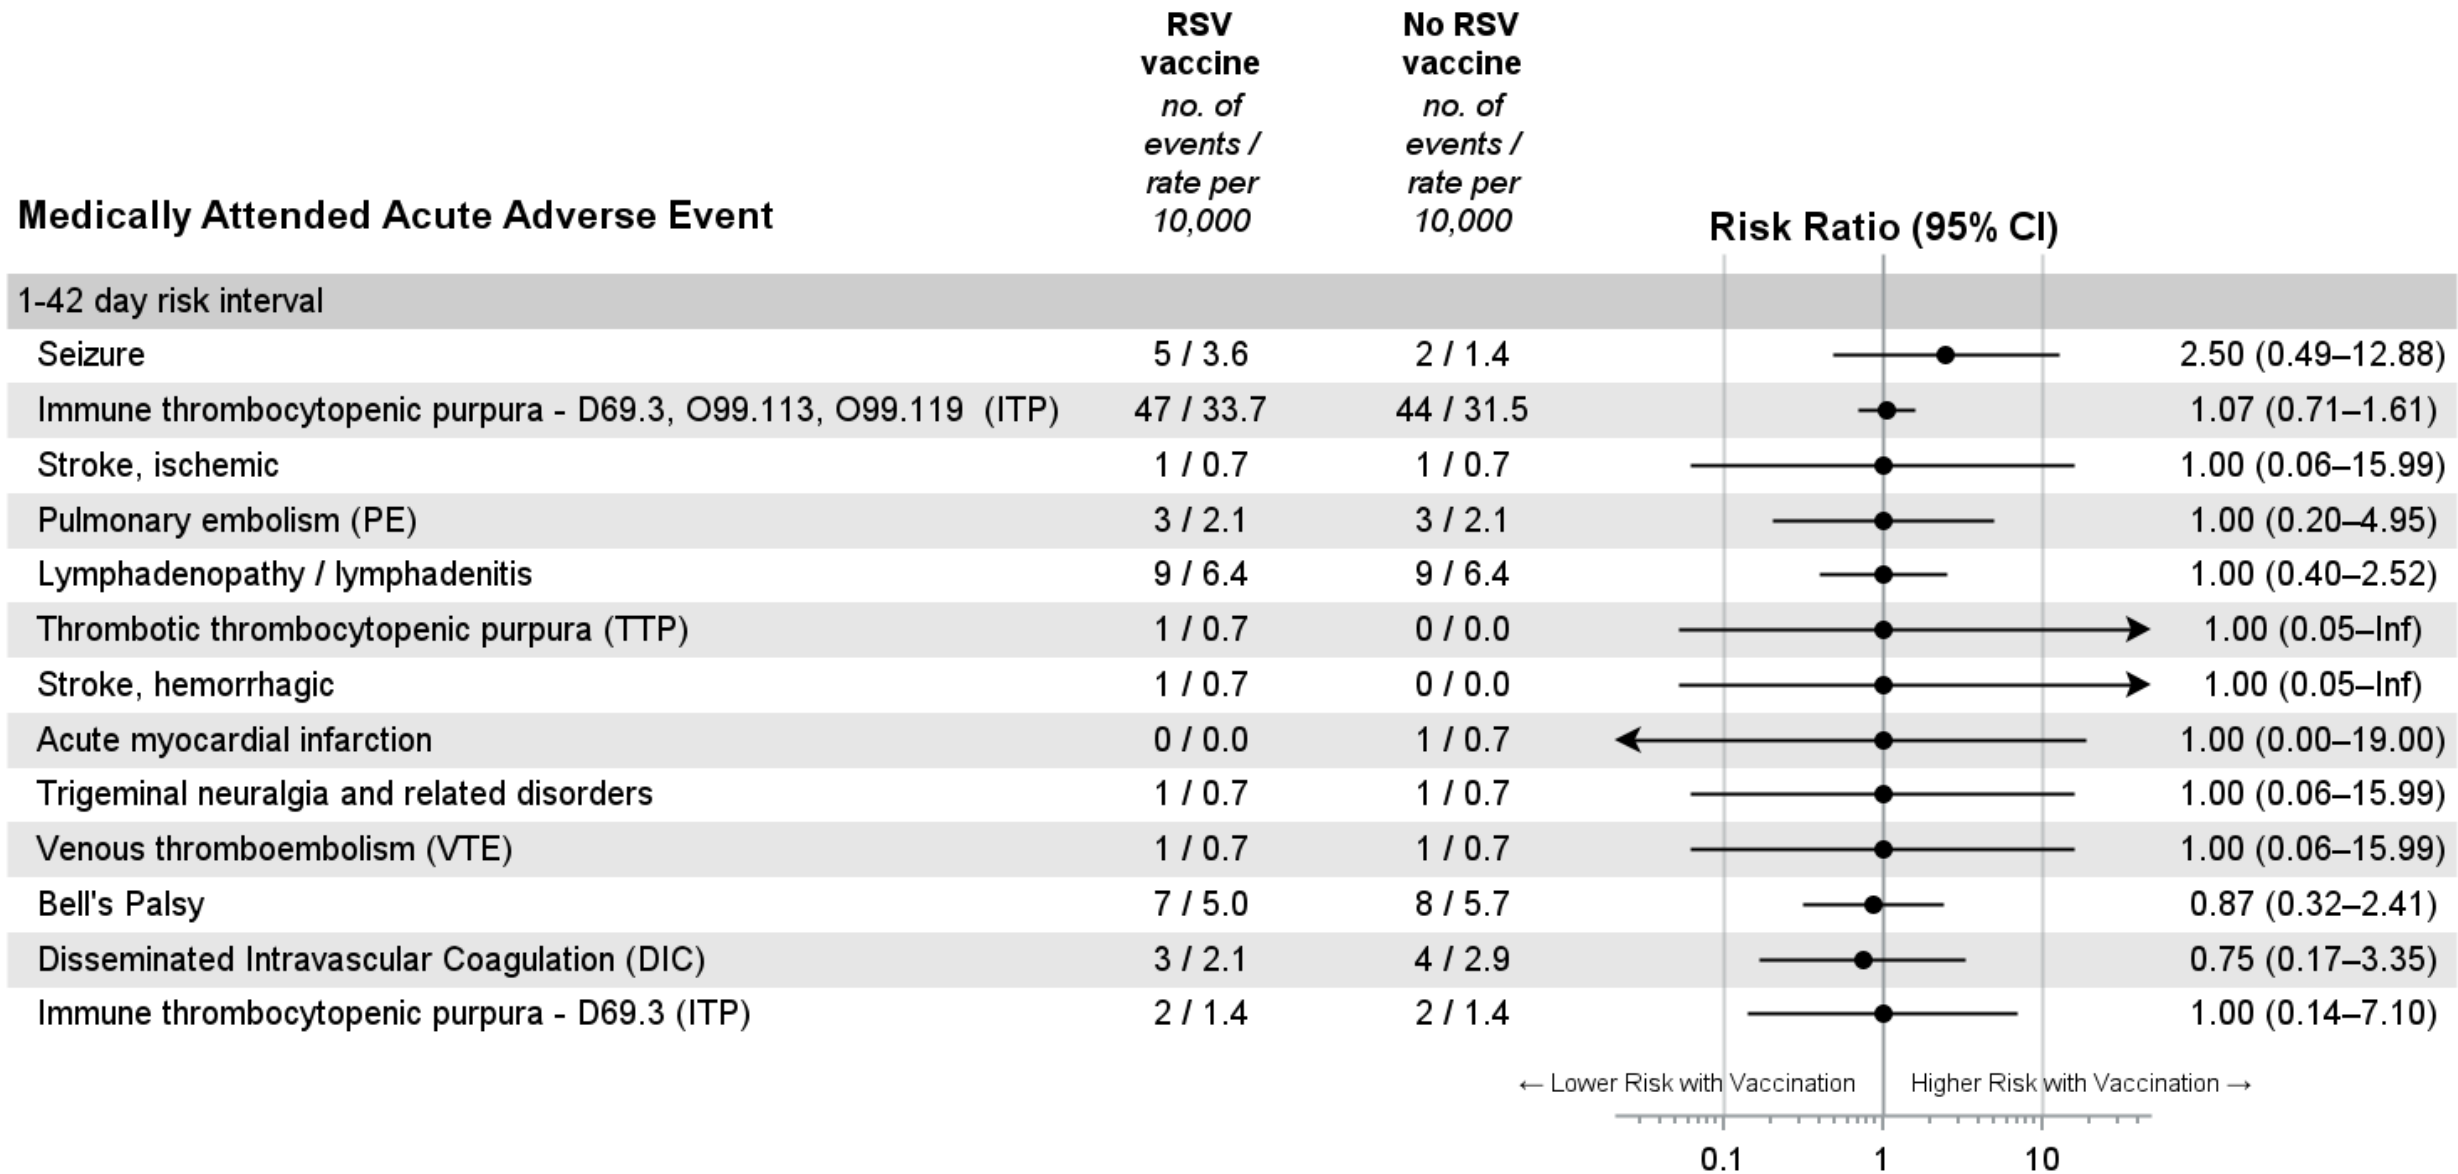 RSV vaccine no. of events / rate per 10,000
No RSV vaccine no. of events / rate per 10,000
Medically Attended Acute Adverse Event
Risk Ratio (95% CI)
1-42 day risk interval
Seizure 5 / 3.6 2 / 1.4 2.50 (0.49–12.88)
Immune thrombocytopenic purpura - D69.3, O99.113, O99.119 (ITP) 47 / 33.7 44 / 31.5 1.07 (0.71–1.61)
Stroke, ischemic 1 / 0.7 1 / 0.7 1.00 (0.06–15.99)
Pulmonary embolism (PE) 3 / 2.1 3 / 2.1 1.00 (0.20–4.95)
Lymphadenopathy / lymphadenitis 9 / 6.4 9 / 6.4 1.00 (0.40–2.52)
Thrombotic thrombocytopenic purpura (TTP) 1 / 0.7 0 / 0.0 1.00 (0.05–Inf)
Stroke, hemorrhagic 1 / 0.7 0 / 0.0 1.00 (0.05–Inf)
Acute myocardial infarction 0 / 0.0 1 / 0.7 1.00 (0.00–19.00)
Trigeminal neuralgia and related disorders 1 / 0.7 1 / 0.7 1.00 (0.06–15.99)
Venous thromboembolism (VTE) 1 / 0.7 1 / 0.7 1.00 (0.06–15.99)
Bell's Palsy 7 / 5.0 8 / 5.7 0.87 (0.32–2.41)
Disseminated Intravascular Coagulation (DIC) 3 / 2.1 4 / 2.9 0.75 (0.17–3.35)
Immune thrombocytopenic purpura - D69.3 (ITP) 2 / 1.4 2 / 1.4 1.00 (0.14–7.10)
← Lower Risk with Vaccination Higher Risk with Vaccination →
0.1 1 10